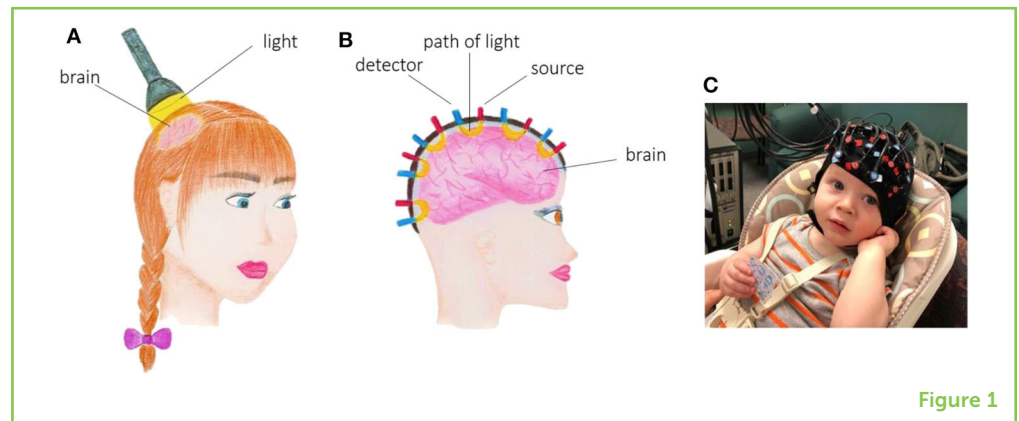 A
light
brain
B
path of light
detector
source
brain
C
Figure 1